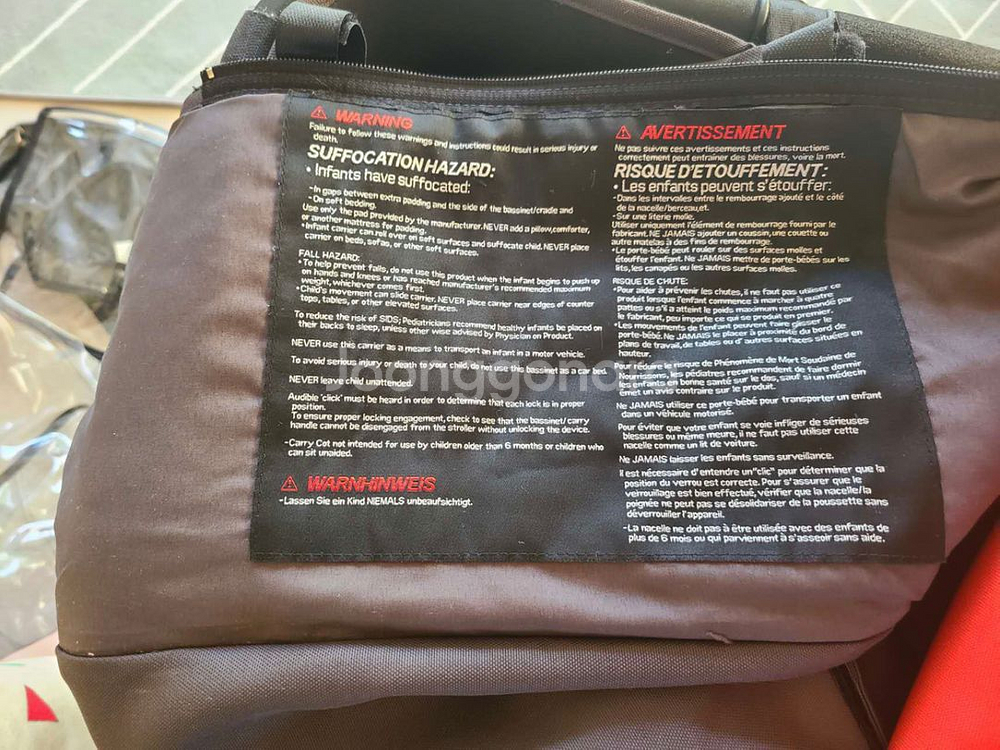 WARNING
Failure to follow these warnings and instructions could result in serious injury or
death.
SUFFOCATION HAZARD:
• Infants have suffocated:
-In gaps between extra padding and the side of the bassinet/cradle and
-On soft bedding.
Use only the pad provided by the manufacturer. NEVER add a pillow,comforter,
or another mattress for padding.
•Infant carrier can roll over on soft surfaces and suffocate child. NEVER place
carrier on beds, sofas, or other soft surfaces.
FALL HAZARD:
•To help prevent falls, do not use this product when the infant begins to push up
on hands and knees or has reached manufacturer's recommended maximum
weight, whichever comes first.
•Child's movement can slide carrier. NEVER place carrier near edges of counter
tops, tables, or other elevated surfaces.
To reduce the risk of SIDS; Pediatricians recommend healthy infants be placed on
their backs to sleep, unless other wise advised by Physician on Product.
NEVER use this carrier as a means to transport an infant in a motor vehicle.
To avoid serious injury or death to your child, do not use this bassinet as a car bed.
NEVER leave child unattended.
Audible 'click' must be heard in order to determine that each lock is in proper
position.
To ensure proper locking engagement, check to see that the bassinet/ carry
handle cannot be disengaged from the stroller without unlocking the device.
-Carry Cot not intended for use by children older than 6 months or children who
can sit unaided.
WARNHINWEIS
-Lassen Sie ein Kind NIEMALS unbeaufsichtigt.
AVERTISSEMENT
Ne pas suivre ces avertissements et ces instructions
correctement peut entraîner des blessures, voire la mort.
RISQUE D'ETOUFFEMENT:
• Les enfants peuvent s'étouffer:
-Dans les intervalles entre le rembourrage ajouté et le côté
de la nacelle/berceau,et.
-Sur une literie molle.
Utiliser uniquement l'élément de rembourrage fourni par le
fabricant. NE JAMAIS ajouter un coussin, une couette ou
autre matelas à des fins de rembourrage.
•Le porte-bébé peut rouler sur des surfaces molles et
étouffer l'enfant. NE JAMAIS mettre de porte-bébés sur les
lits, les canapés ou les autres surfaces molles.
RISQUE DE CHUTE:
•Pour aider à prévenir les chutes, il ne faut pas utiliser ce
produit lorsque l'enfant commence à marcher à quatre
pattes ou s'il a atteint le poids maximum recommandé par
le fabricant, peu importe ce qui se produit en premier.
•Les mouvements de l'enfant peuvent faire glisser le
porte-bébé. NE JAMAIS le placer à proximité du bord de
plans de travail, de tables ou d' autres surfaces situées en
hauteur.
Pour réduire le risque de Phénomène de Mort Soudaine de
Nourrissons, les pédiatres recommandent de faire dormir
les enfants en bonne santé sur le dos, sauf si un médecin
émet un avis contraire sur le produit.
Ne JAMAIS utiliser ce porte-bébé pour transporter un enfant
dans un véhicule motorisé.
Pour éviter que votre enfant se voie infliger de sérieuses
blessures ou même meure, il ne faut pas utiliser cette
nacelle comme un lit de voiture.
Ne JAMAIS laisser les enfants sans surveillance.
Il est nécessaire d'entendre un"clic" pour déterminer que la
position du verrou est correcte. Pour s'assurer que le
verrouillage est bien effectué, vérifier que la nacelle/la
poignée ne peut pas se désolidariser de la poussette sans
déverrouiller l'appareil.
-La nacelle ne doit pas à être utilisée avec des enfants de
plus de 6 mois ou qui parviennent à s'asseoir sans aide.